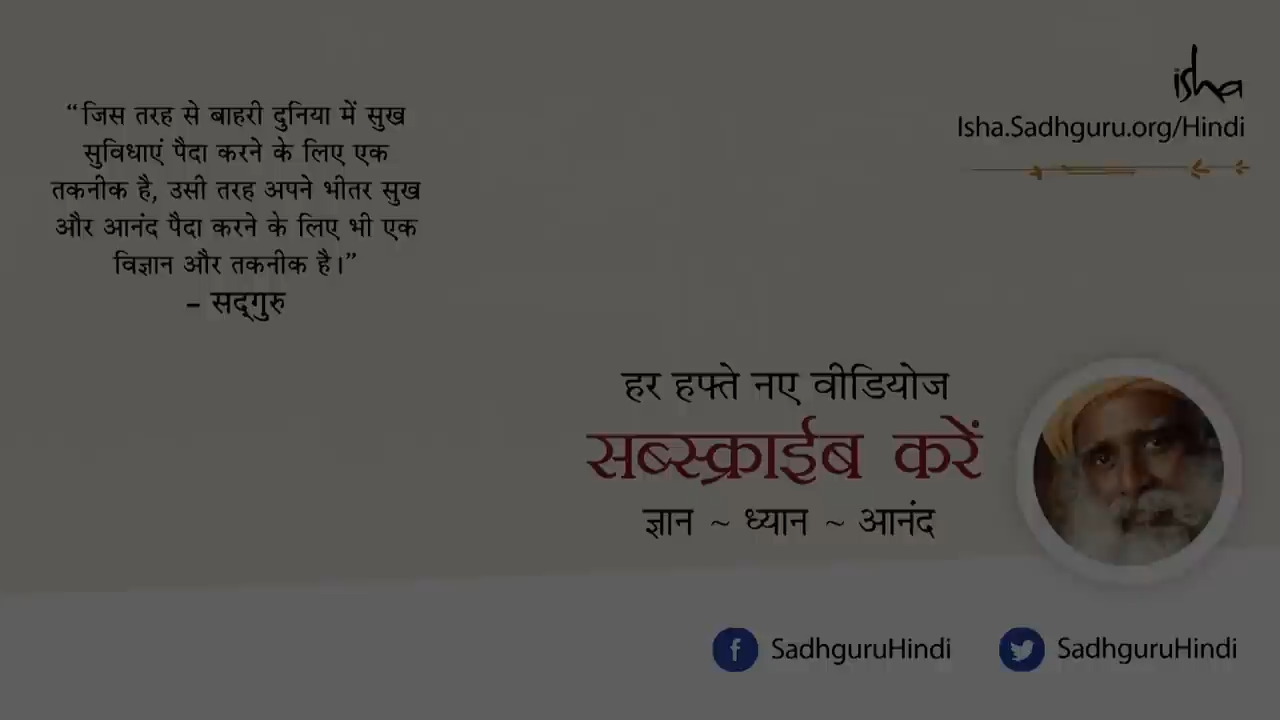 “जिस तरह से बाहरी दुनिया में सुख
सुविधाएं पैदा करने के लिए एक
तकनीक है, उसी तरह अपने भीतर सुख
और आनंद पैदा करने के लिए भी एक
विज्ञान और तकनीक है।”
– सद्गुरु
isha
Isha.Sadhguru.org/Hindi
हर हफ्ते नए वीडियोज
सब्स्क्राईब करें
ज्ञान ~ ध्यान ~ आनंद
SadhguruHindi
SadhguruHindi